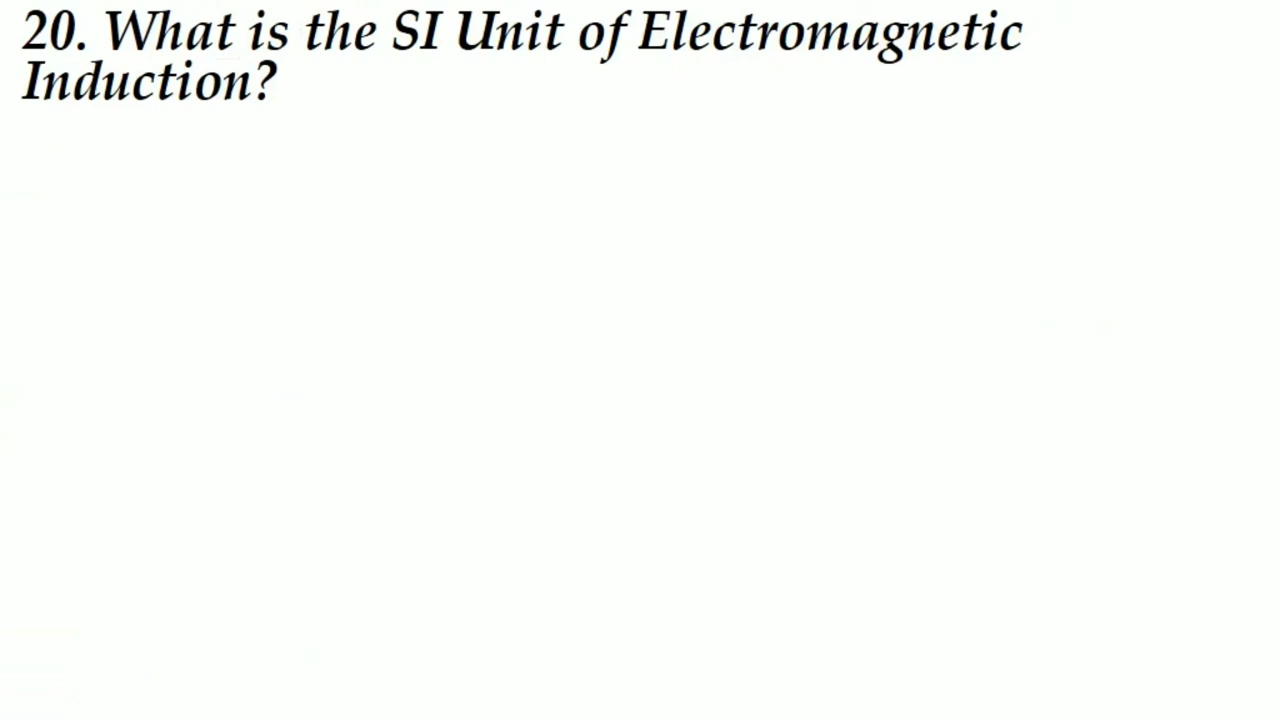 20. What is the SI Unit of Electromagnetic
Induction?